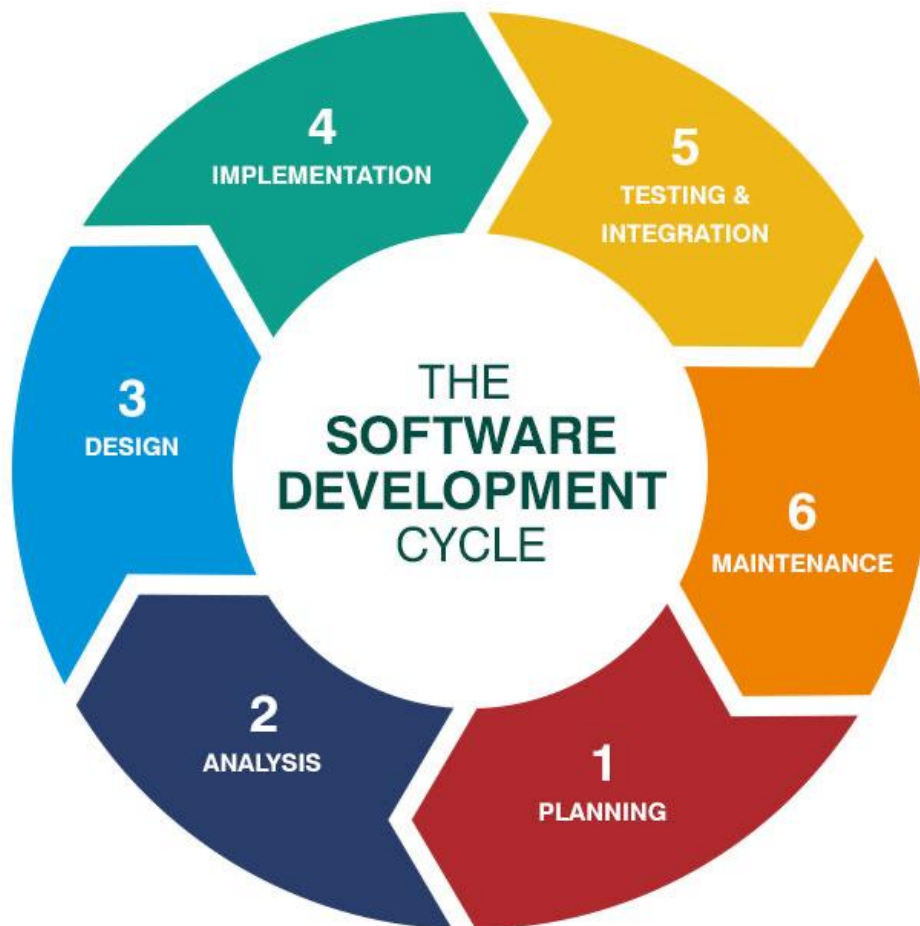 THE
SOFTWARE
DEVELOPMENT
CYCLE
1
PLANNING
2
ANALYSIS
3
DESIGN
4
IMPLEMENTATION
5
TESTING &
INTEGRATION
6
MAINTENANCE